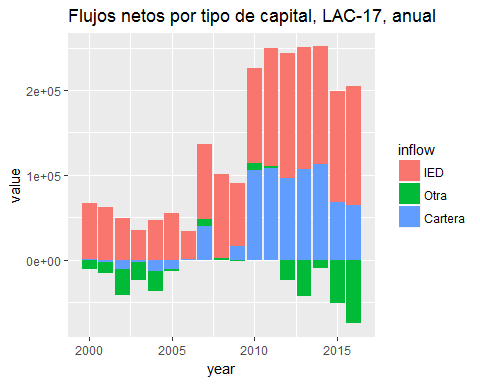 Flujos netos por tipo de capital, LAC-17, anual
2e+05
1e+05
0e+00
value
2000
2005
2010
2015
year
inflow
IED
Otra
Cartera